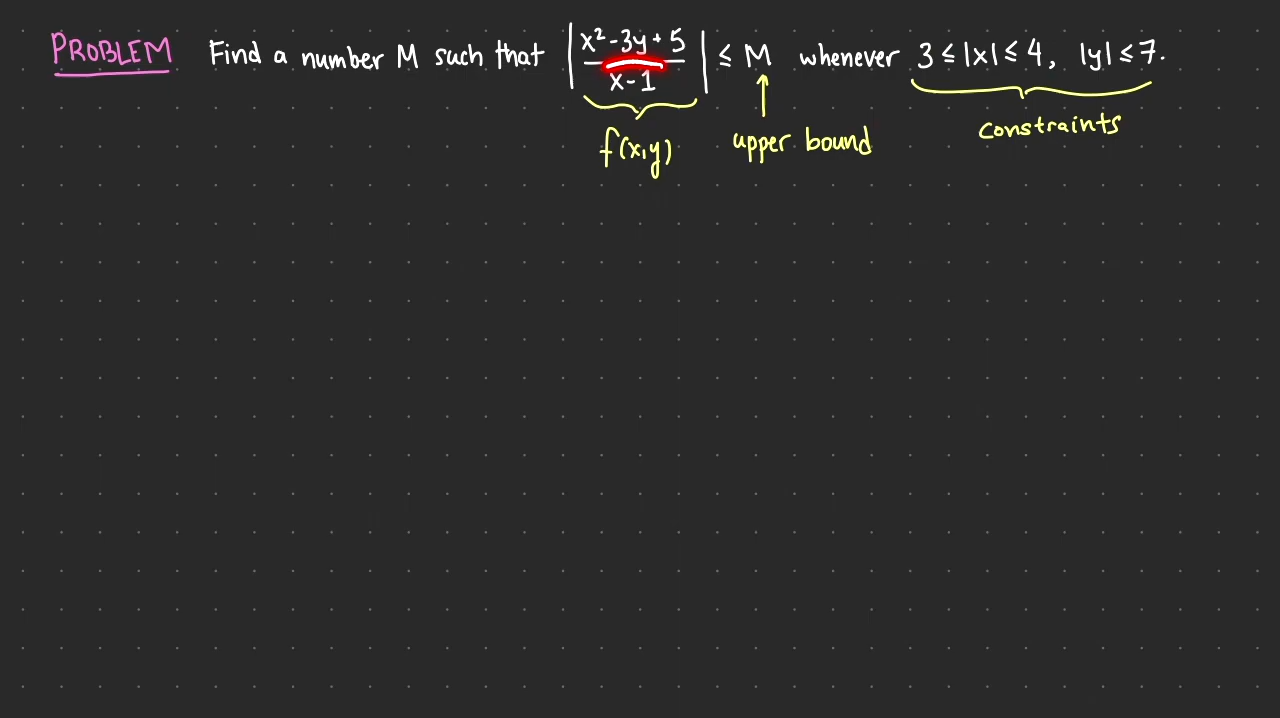 PROBLEM Find a number M such that |x² - 3y + 5 / x - 1| ≤ M whenever 3 ≤ |x| ≤ 4, |y| ≤ 7.
f(x,y) upper bound constraints